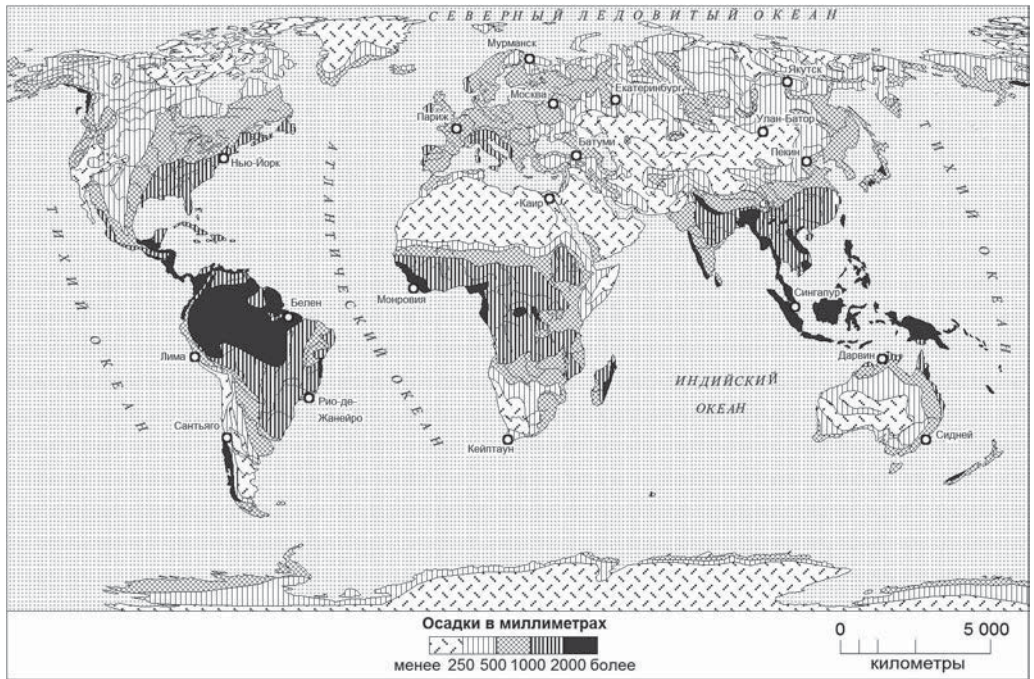 СЕВЕРНЫЙ ЛЕДОВИТЫЙ ОКЕАН
Мурманск
Якутск
Москва
Екатеринбург
Париж
Улан-Батор
Батуми
Пекин
Нью-Йорк
Каир
ТИХИЙ ОКЕАН
АТЛАНТИЧЕСКИЙ ОКЕАН
ТИХИЙ ОКЕАН
Монровия
Сингапур
Белен
Лима
Дарвин
ИНДИЙСКИЙ
ОКЕАН
Рио-де-
Жанейро
Сантьяго
Кейптаун
Сидней
Осадки в миллиметрах
менее 250 500 1000 2000 более
0 5 000
километры